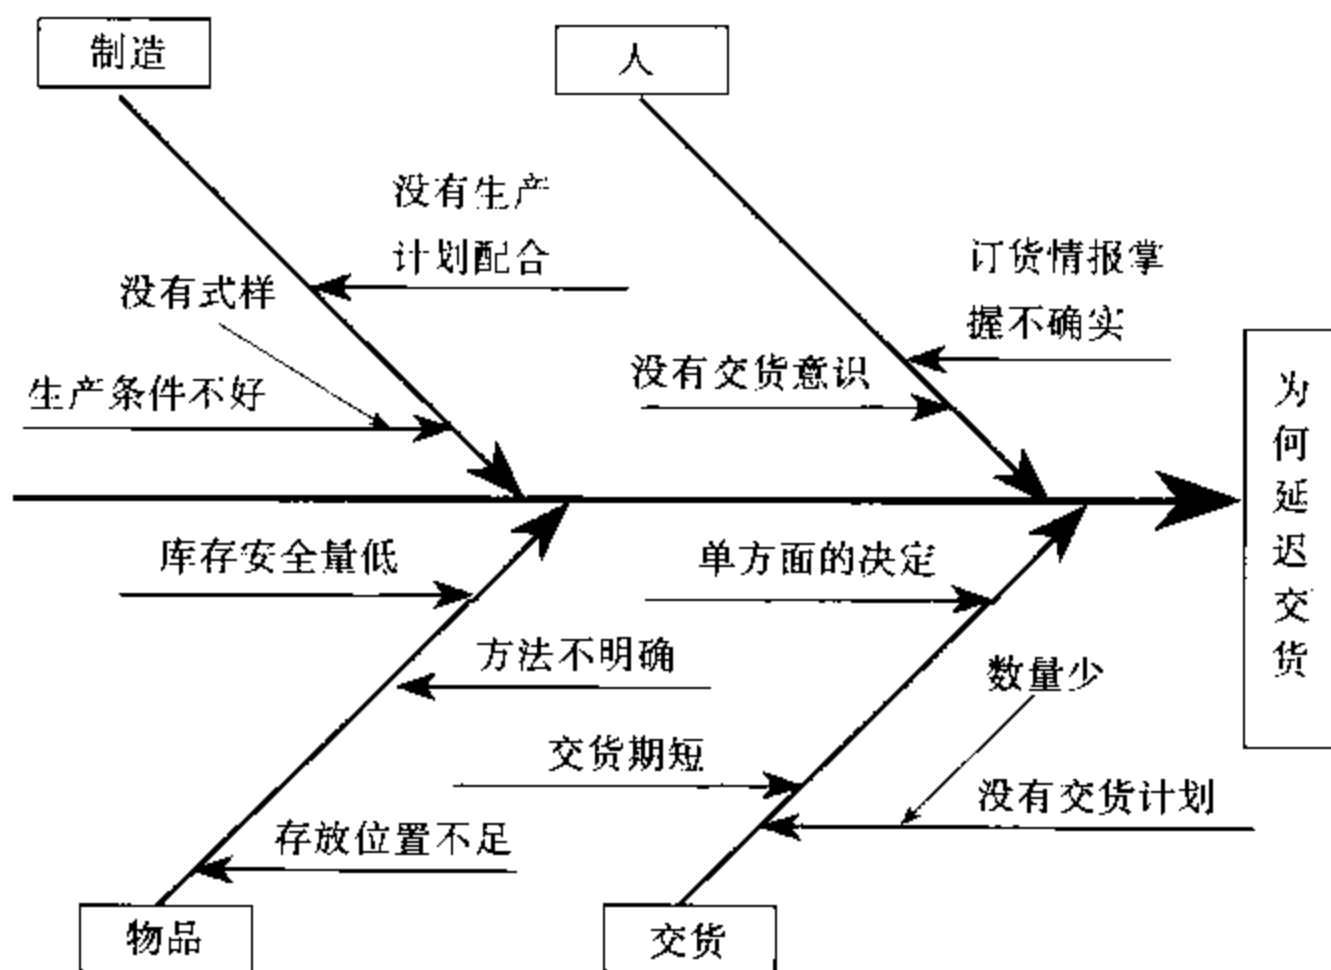 制造
人
没有生产
计划配合
没有式样
生产条件不好
订货情报掌
握不确实
没有交货意识
为
何
延
迟
交
货
库存安全量低
单方面的决定
方法不明确
数量少
交货期短
没有交货计划
存放位置不足
物品
交货